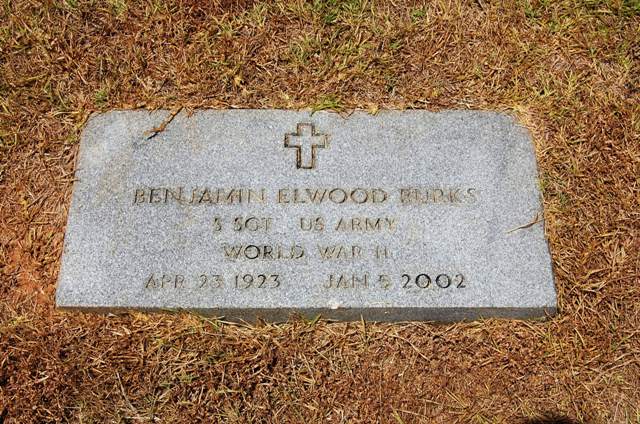 BENJAMIN ELWOOD BURKS
S SGT US ARMY
WORLD WAR II
APR 23 1923 JAN 5 2002